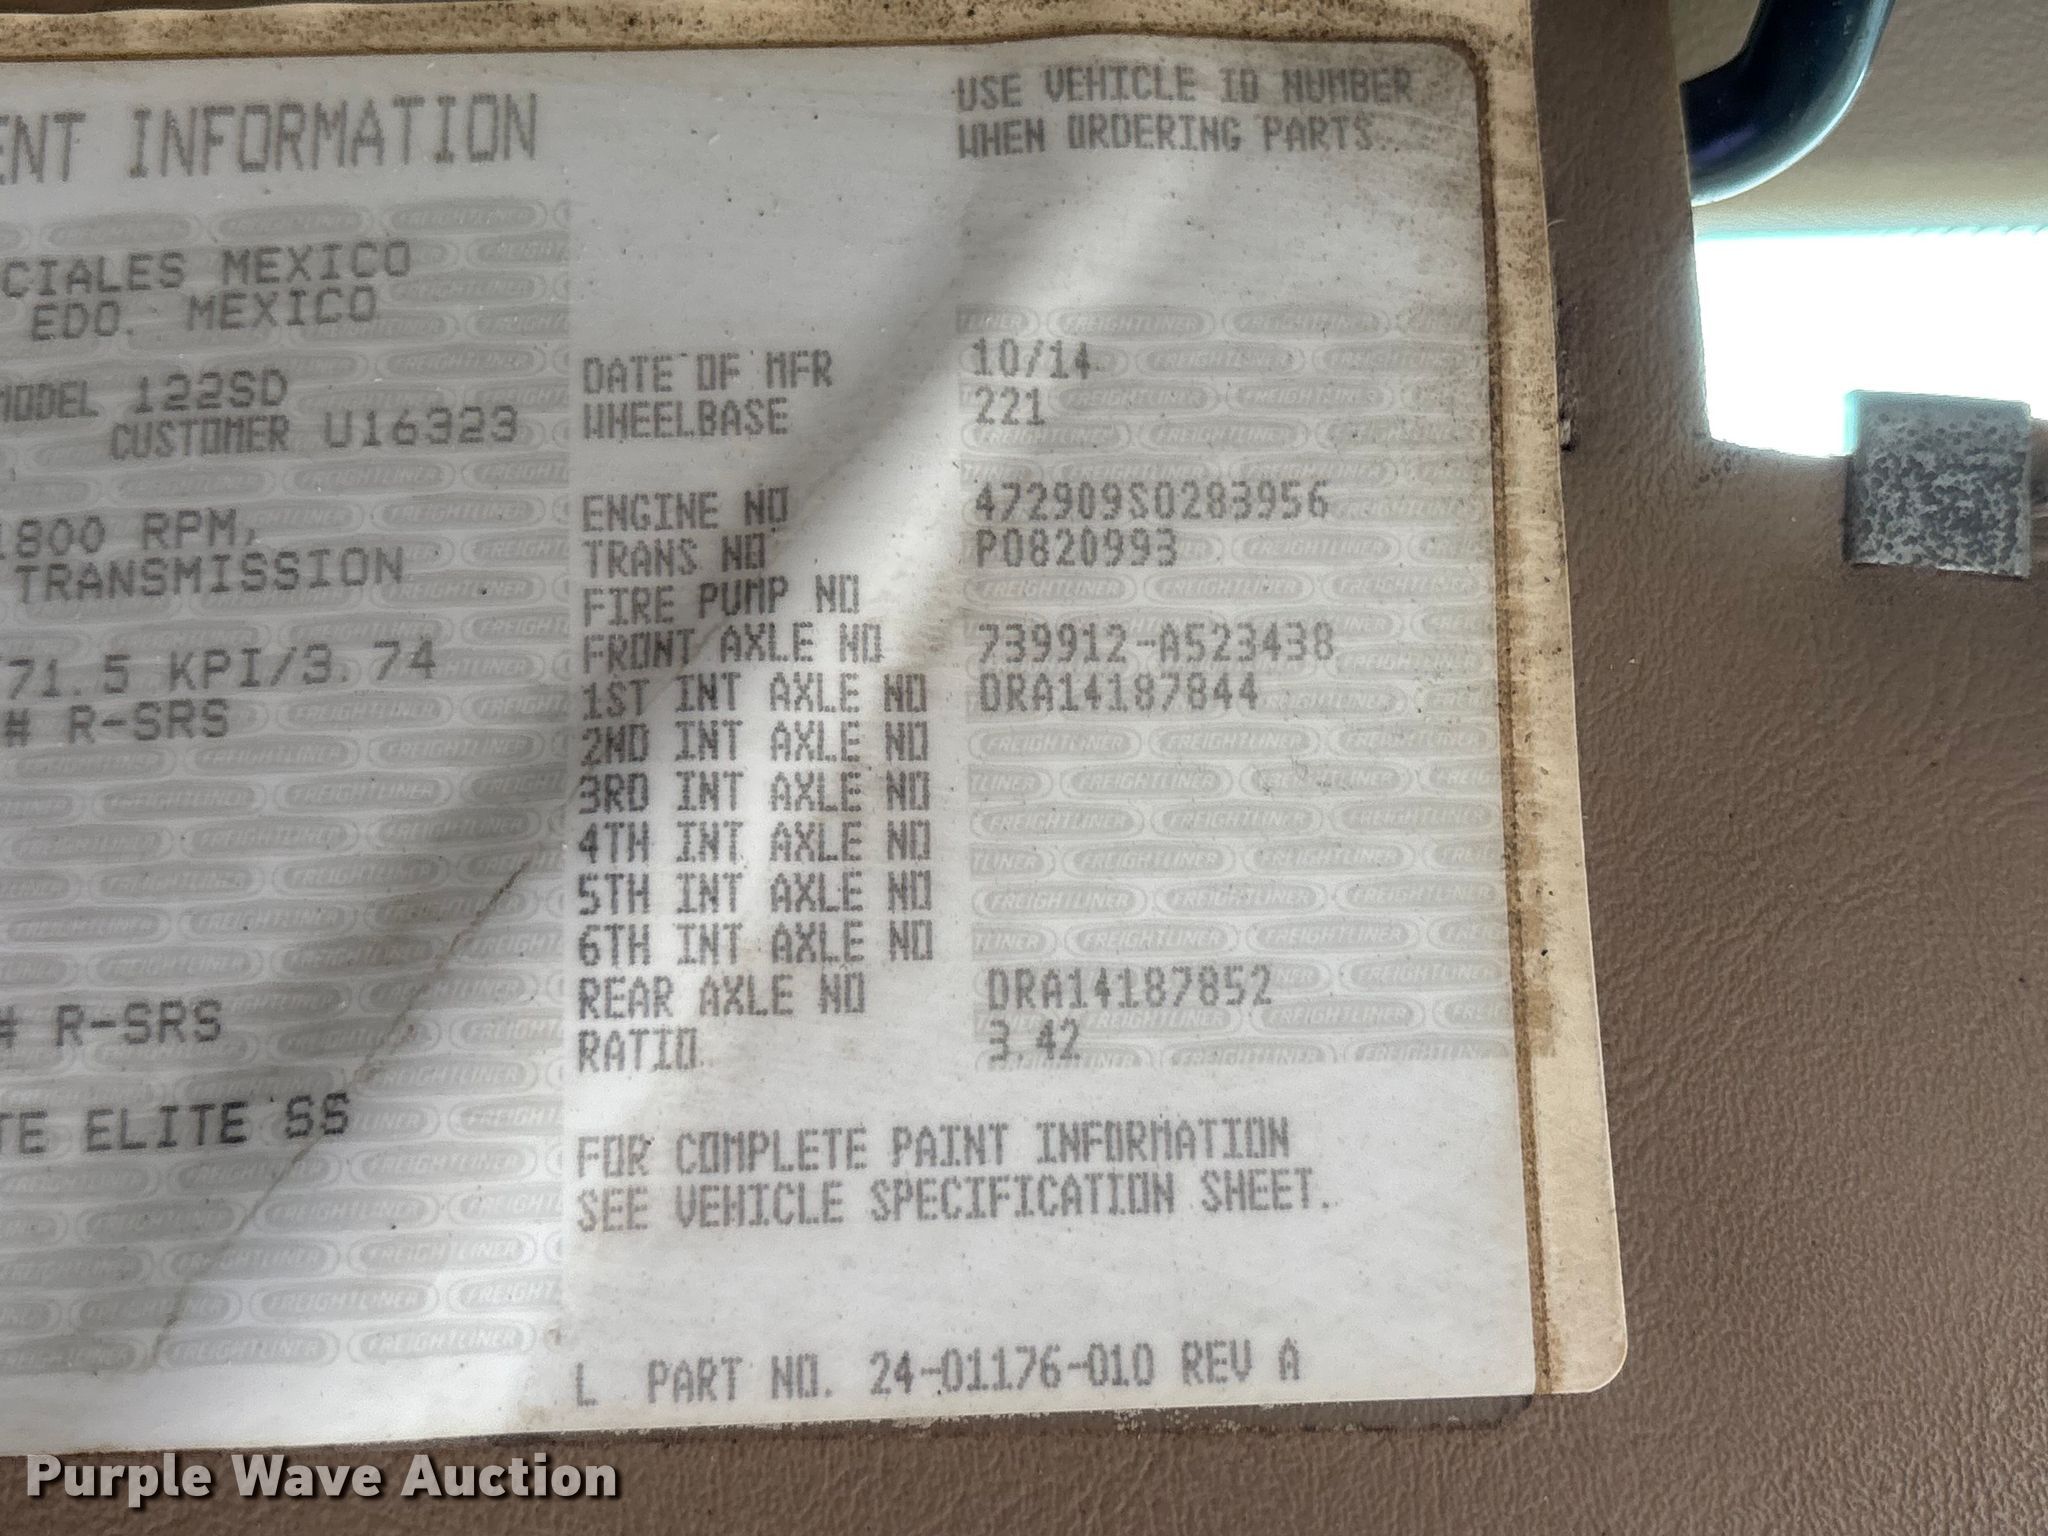 ENT INFORMATION
USE VEHICLE ID NUMBER
WHEN ORDERING PARTS.
CIALES MEXICO
EDO. MEXICO
MODEL 122SD
CUSTOMER U16323
1800 RPM,
TRANSMISSION
71.5 KPI/3.74
# R-SRS
# R-SRS
TE ELITE SS
DATE OF MFR 10/14
WHEELBASE 221
ENGINE NO 472909S0283956
TRANS NO P0820993
FIRE PUMP NO
FRONT AXLE NO 739912-A523438
1ST INT AXLE NO DRA14187844
2ND INT AXLE NO
3RD INT AXLE NO
4TH INT AXLE NO
5TH INT AXLE NO
6TH INT AXLE NO
REAR AXLE NO DRA14187852
RATIO 3.42
FOR COMPLETE PAINT INFORMATION
SEE VEHICLE SPECIFICATION SHEET.
L PART NO. 24-01176-010 REV A
Purple Wave Auction